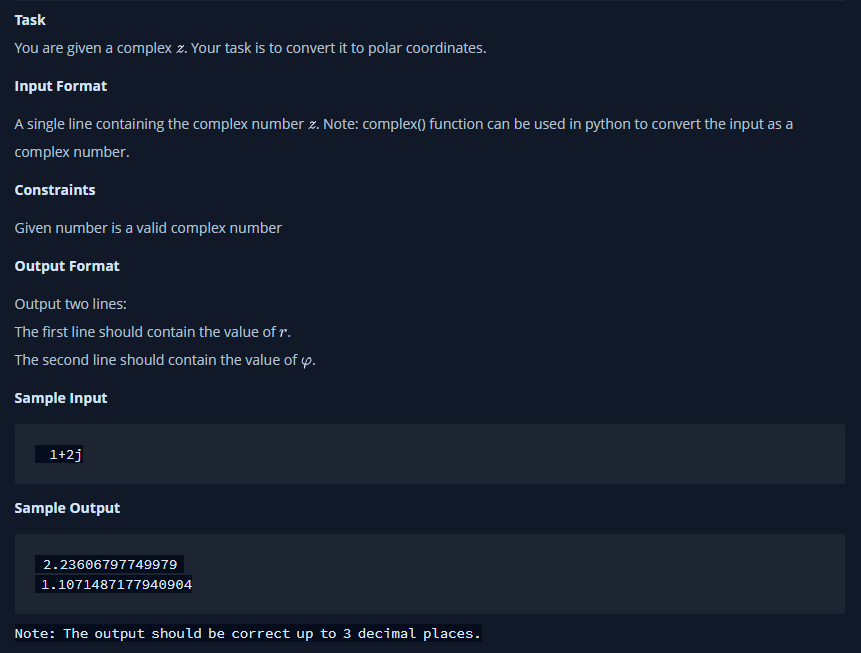 Task
You are given a complex z. Your task is to convert it to polar coordinates.
Input Format
A single line containing the complex number z. Note: complex() function can be used in python to convert the input as a
complex number.
Constraints
Given number is a valid complex number
Output Format
Output two lines:
The first line should contain the value of r.
The second line should contain the value of φ.
Sample Input
1+2j
Sample Output
2.23606797749979
1.1071487177940904
Note: The output should be correct up to 3 decimal places.